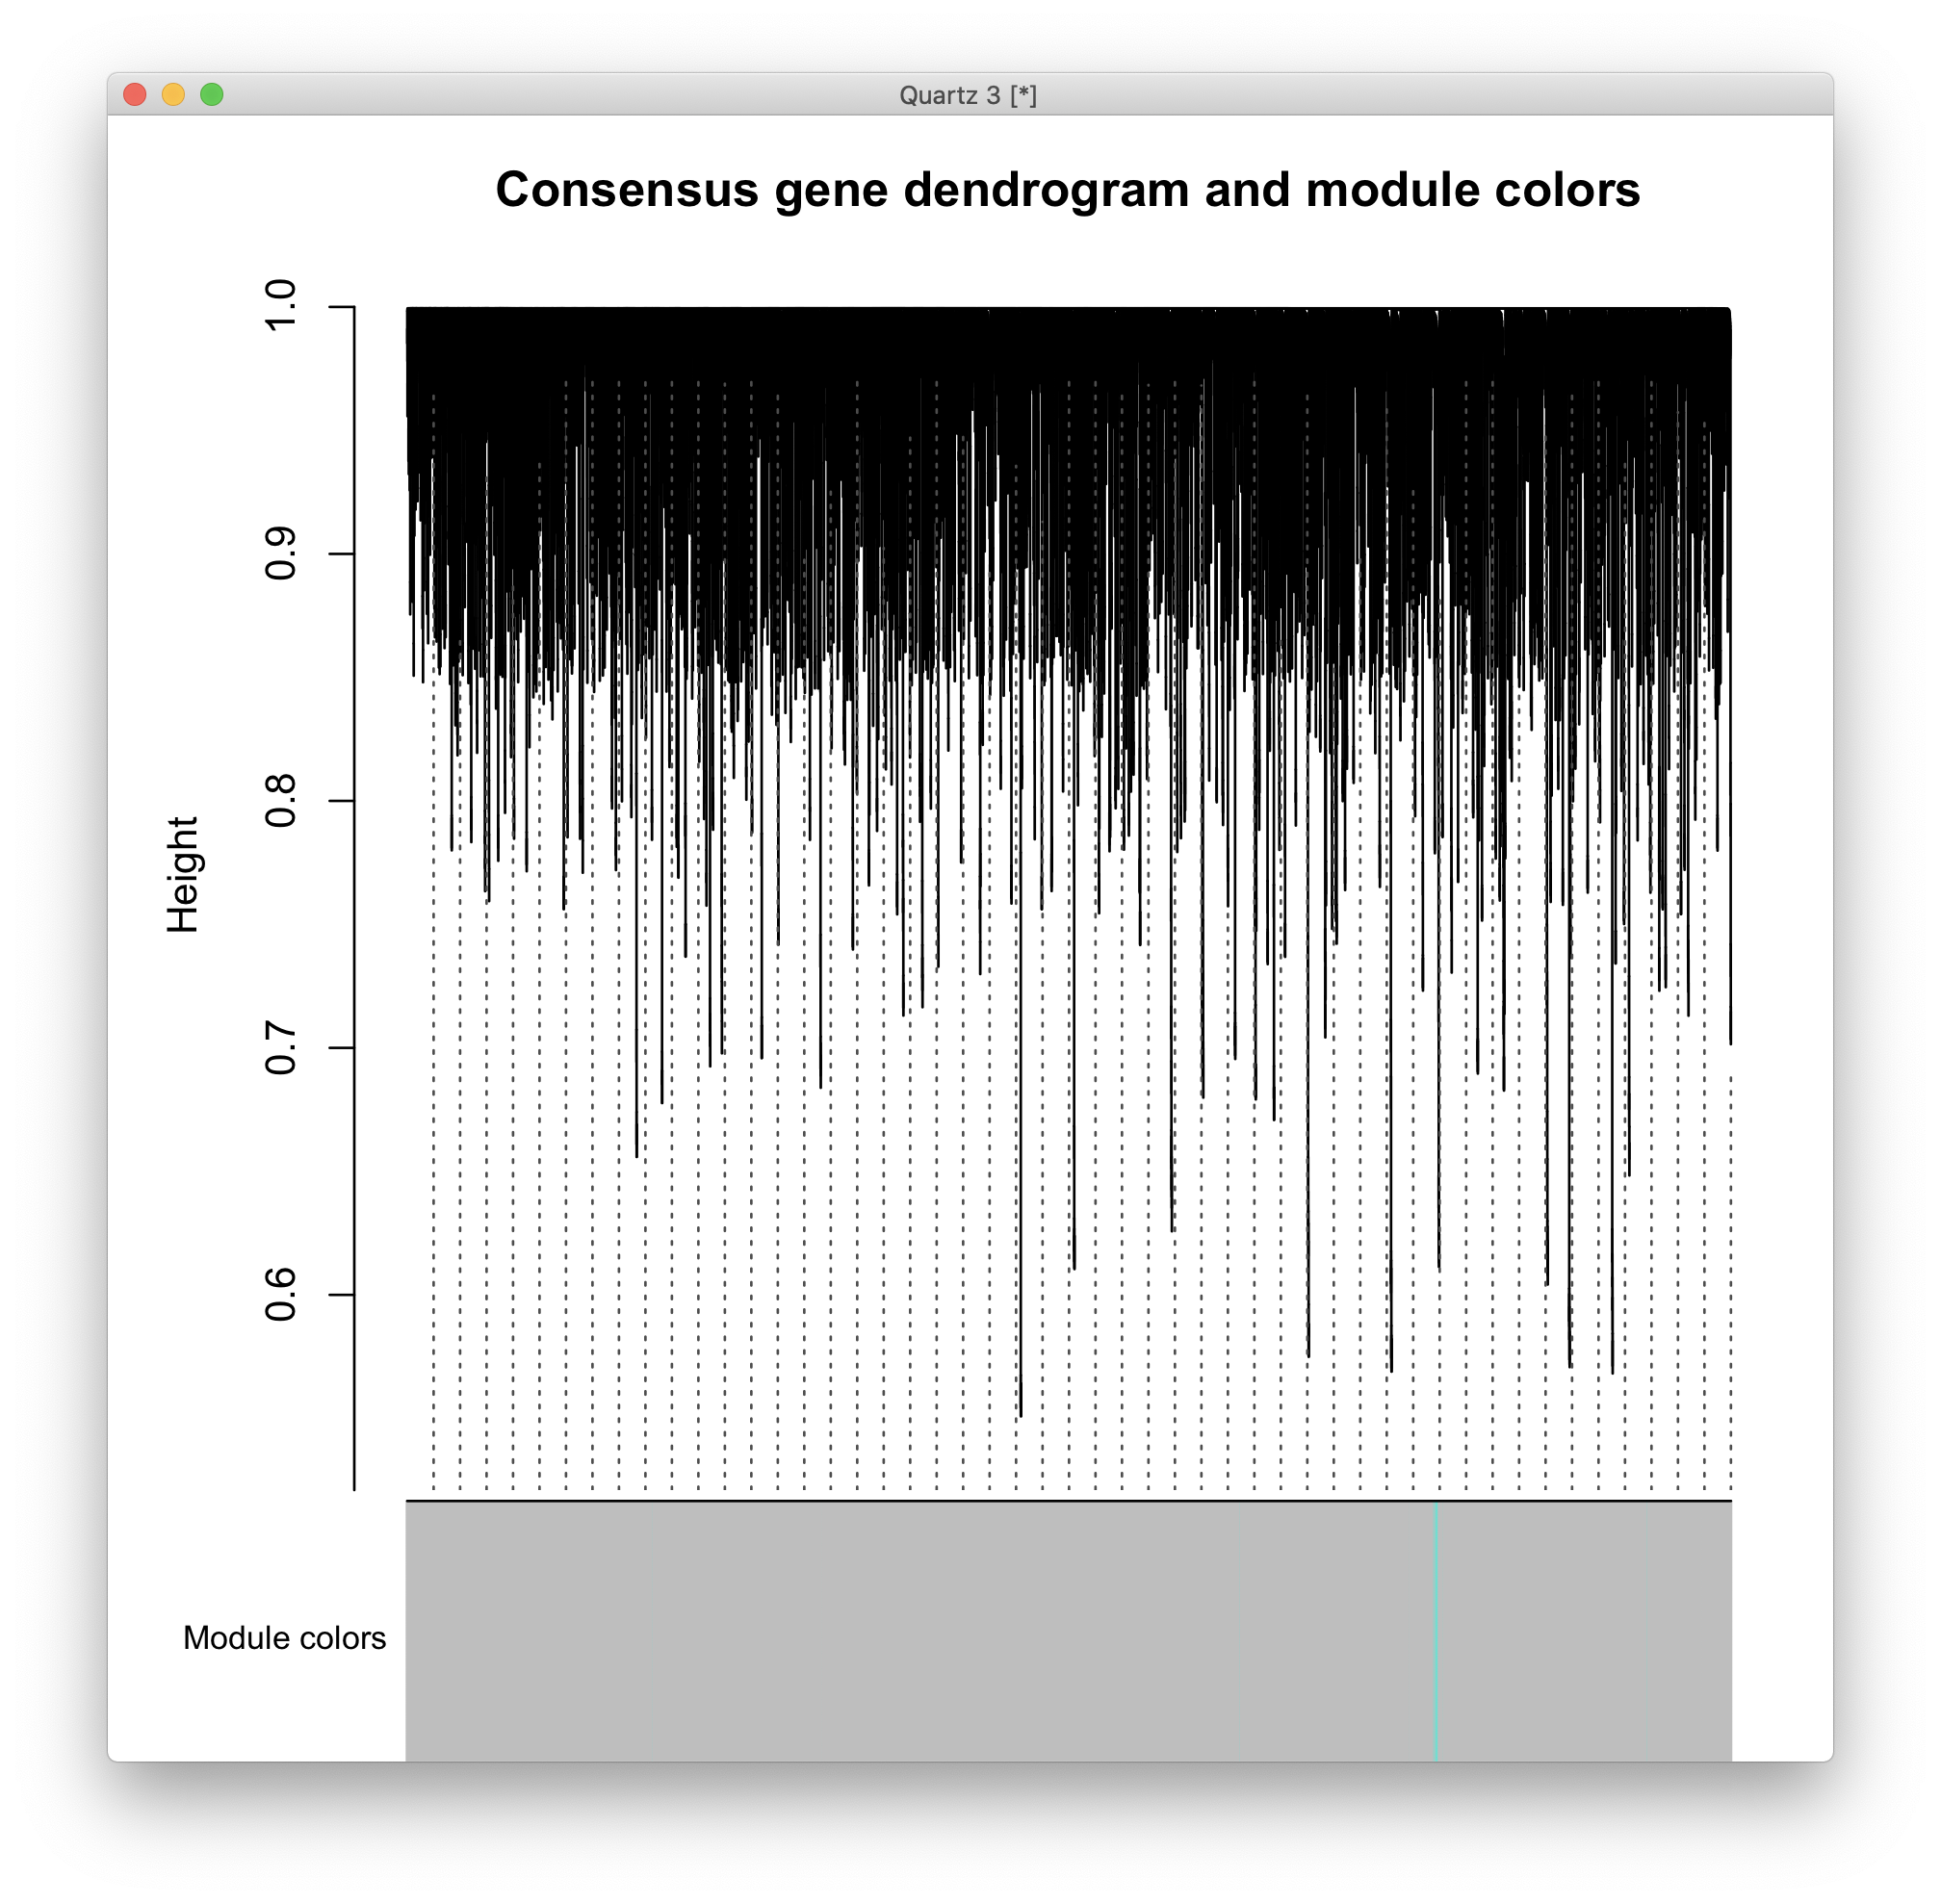 Quartz 3 [*]
Consensus gene dendrogram and module colors
1.0
0.9
0.8
0.7
0.6
Height
Module colors